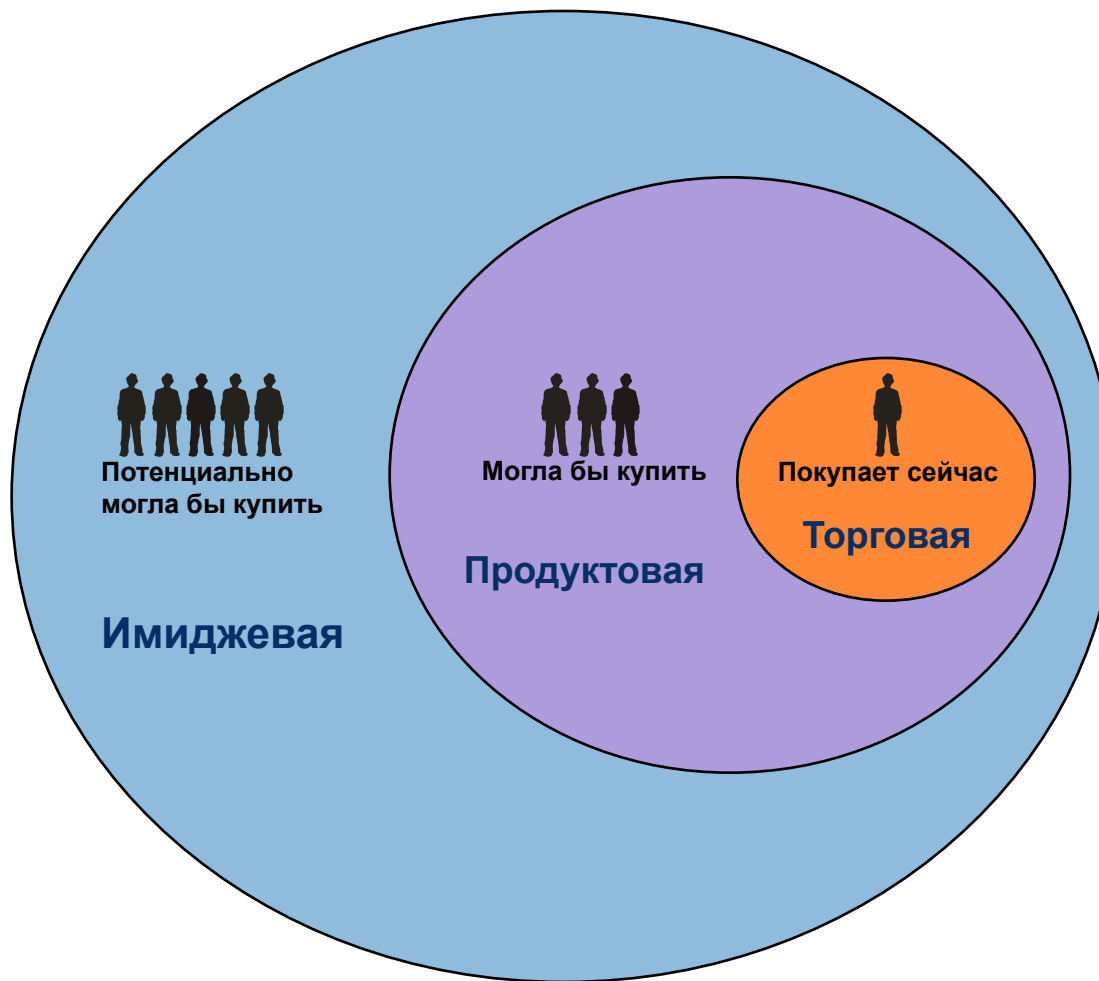 Потенциально
могла бы купить
Имиджевая
Могла бы купить
Продуктовая
Покупает сейчас
Торговая